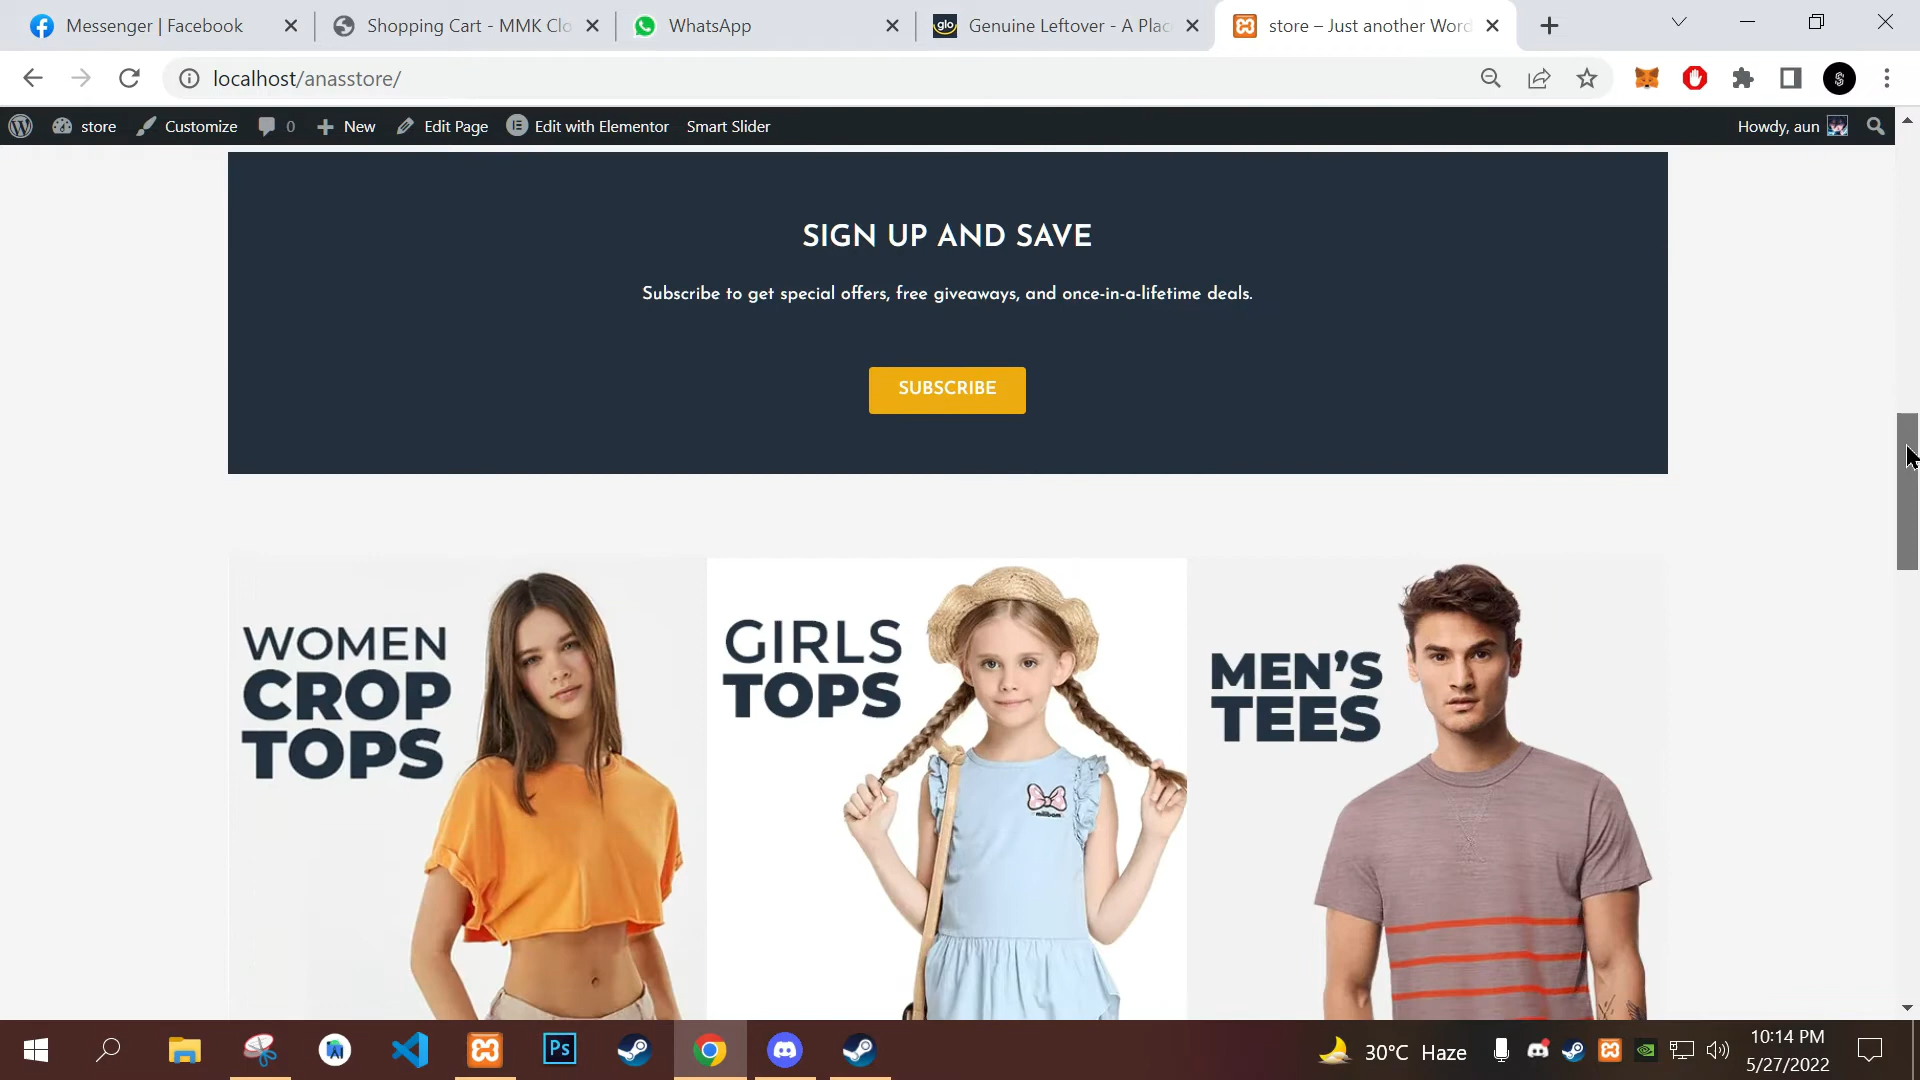 Messenger | Facebook
Shopping Cart - MMK Clo
WhatsApp
glo
Genuine Leftover - A Plac
store – Just another Word
localhost/anasstore/
S
store
Customize
0
New
Edit Page
Edit with Elementor
Smart Slider
Howdy, aun
SIGN UP AND SAVE
Subscribe to get special offers, free giveaways, and once-in-a-lifetime deals.
SUBSCRIBE
WOMEN
CROP
TOPS
GIRLS
TOPS
MEN'S
TEES
milibam
Ps
30°C Haze
10:14 PM
5/27/2022